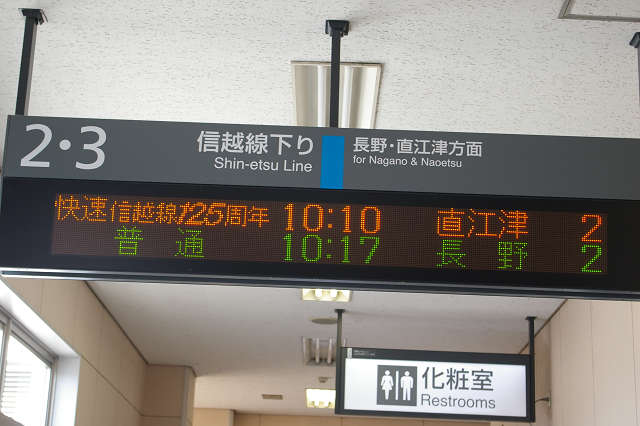 2・3
信越線下り
Shin-etsu Line
長野・直江津方面
for Nagano & Naoetsu
快速 信越線125周年 10:10 直江津 2
普通 10:17 長野 2
化粧室
Restrooms